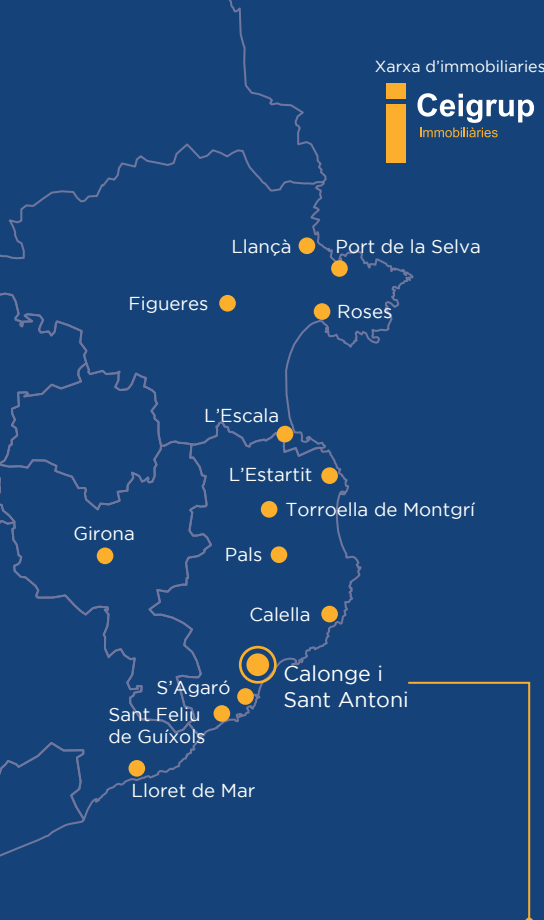 Xarxa d'immobiliaries
Ceigrup
Immobiliàries
Llançà
Port de la Selva
Figueres
Roses
L'Escala
L'Estartit
Torroella de Montgrí
Girona
Pals
Calella
Calonge i
Sant Antoni
S'Agaró
Sant Feliu
de Guíxols
Lloret de Mar